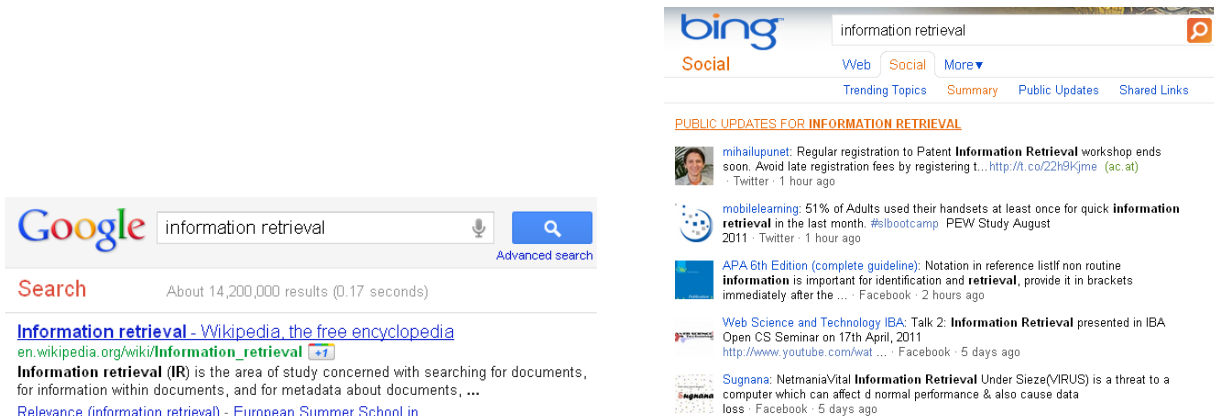 Google
information retrieval
Advanced search
Search
About 14,200,000 results (0.17 seconds)
Information retrieval - Wikipedia, the free encyclopedia
en.wikipedia.org/wiki/Information_retrieval +1
Information retrieval (IR) is the area of study concerned with searching for documents,
for information within documents, and for metadata about documents, ...
Relevance (information retrieval) - European Summer School in
bing
information retrieval
Social
Web Social More▼
Trending Topics Summary Public Updates Shared Links
PUBLIC UPDATES FOR INFORMATION RETRIEVAL
mihailupunet: Regular registration to Patent Information Retrieval workshop ends
soon. Avoid late registration fees by registering t...http://t.co/22h9Kjme (ac.at)
· Twitter · 1 hour ago
mobilelearning: 51% of Adults used their handsets at least once for quick information
retrieval in the last month. #slbootcamp PEW Study August
2011 · Twitter · 1 hour ago
APA 6th Edition (complete guideline): Notation in reference listIf non routine
information is important for identification and retrieval, provide it in brackets
immediately after the ... · Facebook · 2 hours ago
Web Science and Technology IBA: Talk 2: Information Retrieval presented in IBA
Open CS Seminar on 17th April, 2011
http://www.youtube.com/wat ... · Facebook · 5 days ago
Sugnana
Sugnana: NetmaniaVital Information Retrieval Under Sieze(VIRUS) is a threat to a
computer which can affect d normal performance & also cause data
loss · Facebook · 5 days ago